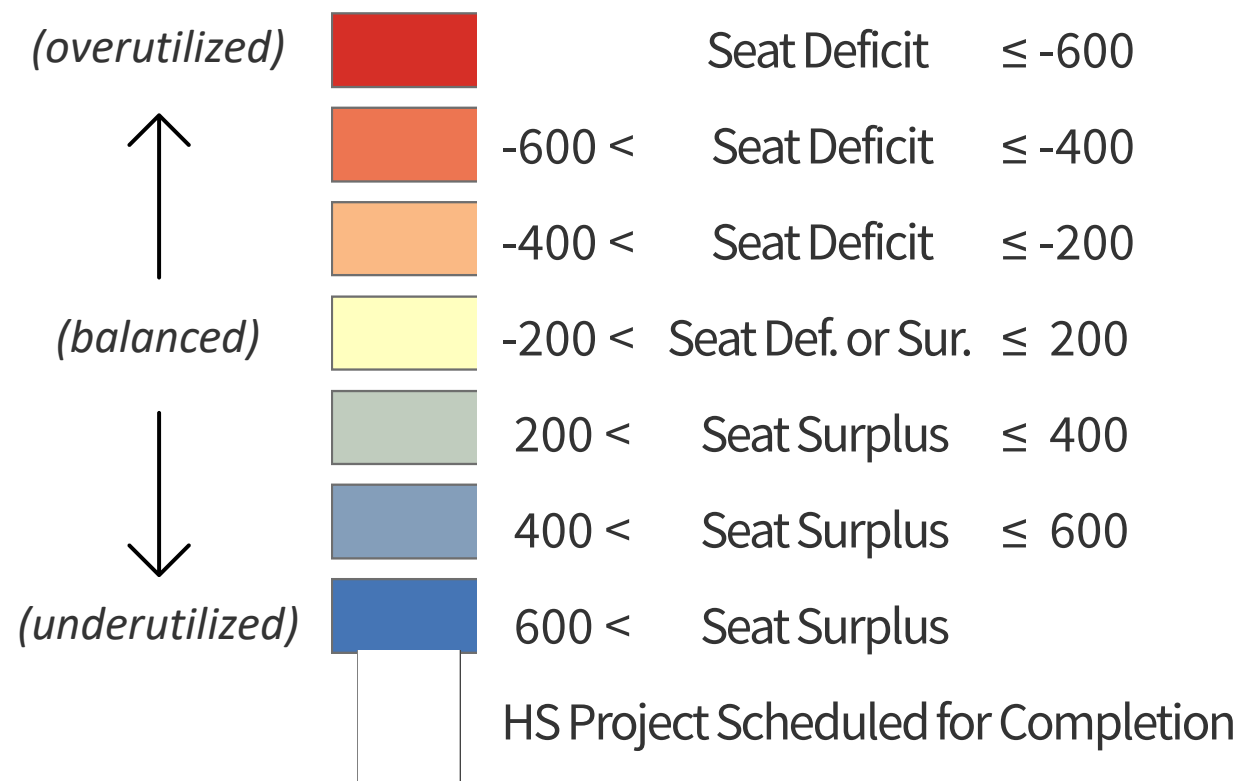 (overutilized) Seat Deficit ≤ -600
-600 < Seat Deficit ≤ -400
-400 < Seat Deficit ≤ -200
(balanced) -200 < Seat Def. or Sur. ≤ 200
200 < Seat Surplus ≤ 400
400 < Seat Surplus ≤ 600
(underutilized) 600 < Seat Surplus
HS Project Scheduled for Completion